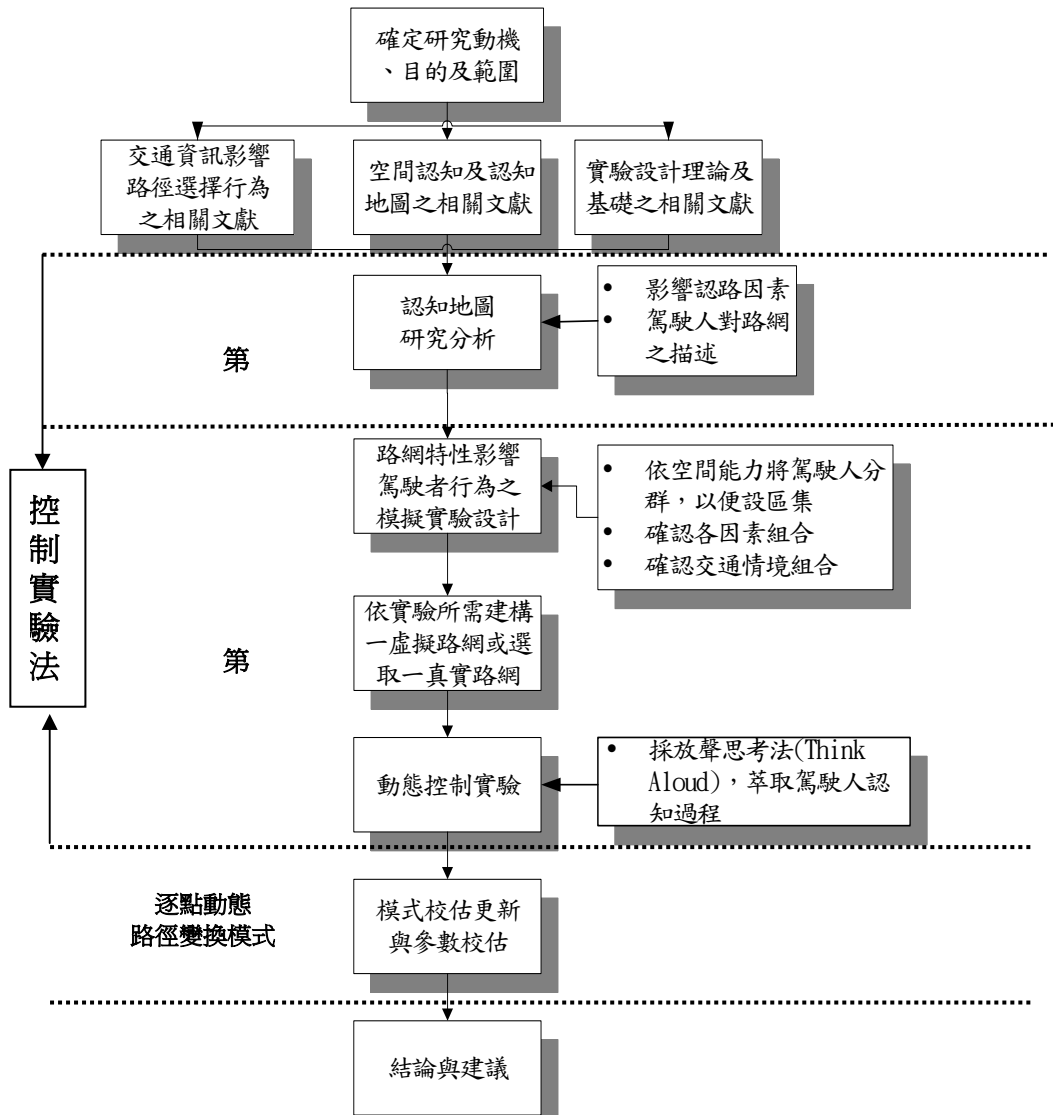 確定研究動機
、目的及範圍
交通資訊影響
路徑選擇行為
之相關文獻
空間認知及認知
地圖之相關文獻
實驗設計理論及
基礎之相關文獻
認知地圖
研究分析
• 影響認路因素
• 駕駛人對路網
之描述
第
路網特性影響
駕駛者行為之
模擬實驗設計
• 依空間能力將駕駛人分
群，以便設區集
• 確認各因素組合
• 確認交通情境組合
控制實驗法
依實驗所需建構
一虛擬路網或選
取一真實路網
第
動態控制實驗
• 採放聲思考法(Think
Aloud)，萃取駕駛人認
知過程
逐點動態
路徑變換模式
模式校估更新
與參數校估
結論與建議